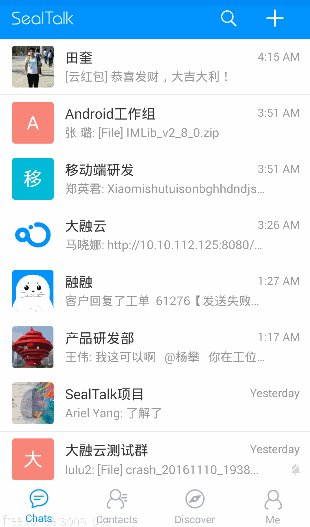 SealTalk
田奎
4:15 AM
[云红包] 恭喜发财，大吉大利！
A
Android工作组
3:51 AM
张 璐: [File] IMLib_v2_8_0.zip
移
移动端研发
3:51 AM
郑英君: Xiaomishutuisonbghhdndjs...
大融云
3:26 AM
马晓娜: http://10.10.112.125:8080/...
融融
1:27 AM
客户回复了工单 61276【发送失败...
产品研发部
1:17 AM
王伟: 我这可以啊 @杨攀 你在工位...
SealTalk项目
Yesterday
Ariel Yang: 了解了
大
大融云测试群
Yesterday
lulu2: [File] crash_20161110_1938...
Chats
Contacts
Discover
Me